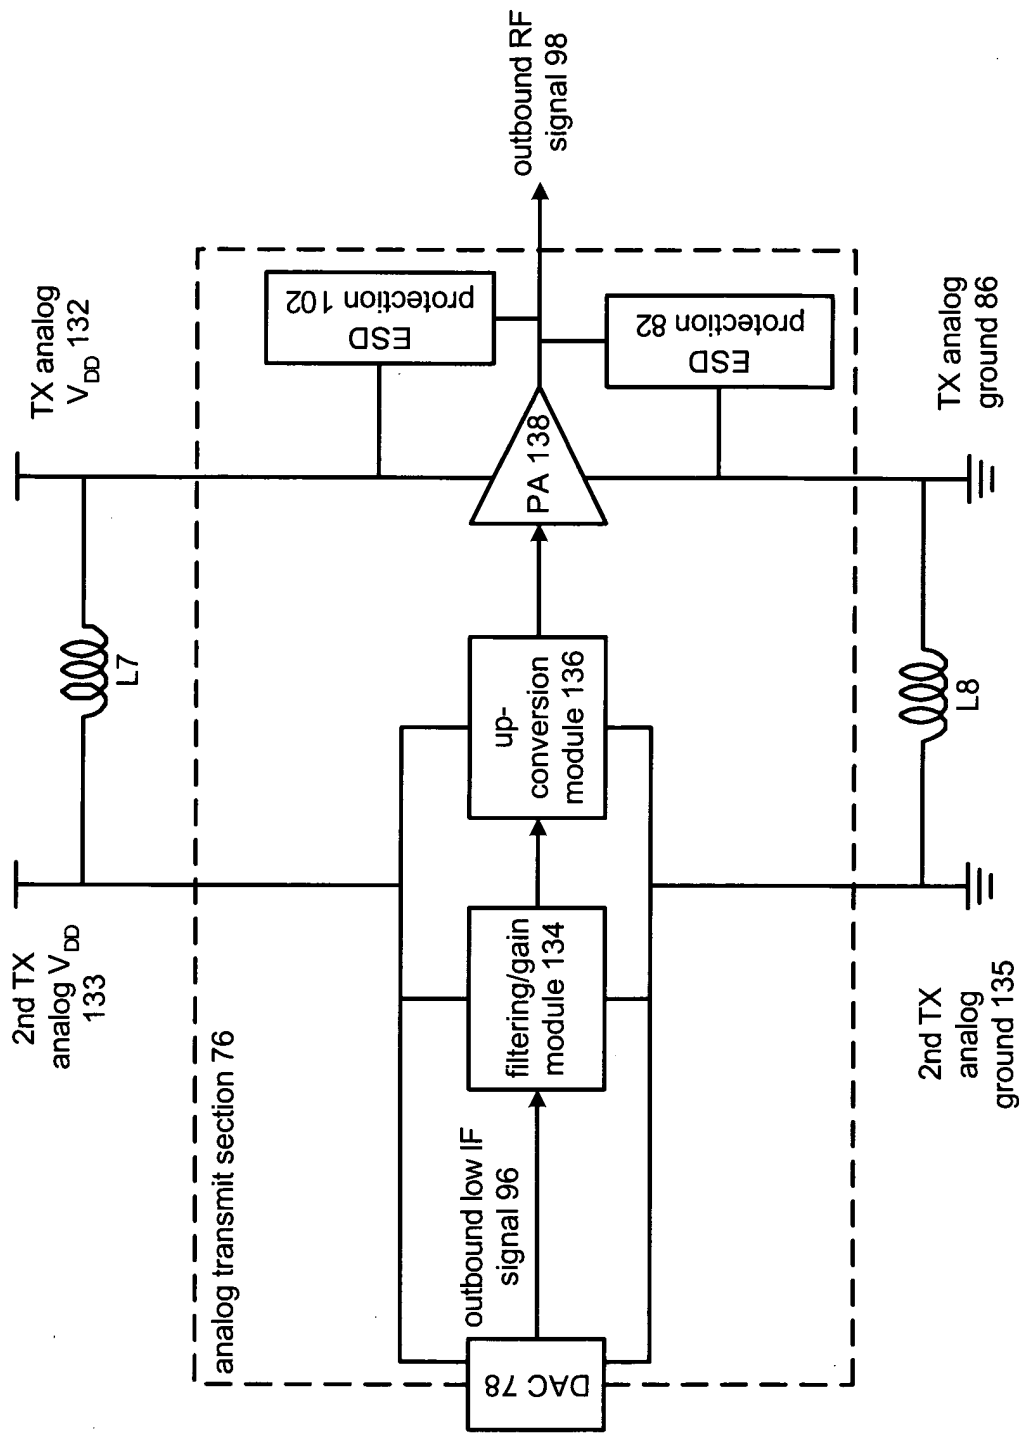 2nd TX
analog VDD
133
TX analog
VDD 132
L7
analog transmit section 76
DAC 78
outbound low IF
signal 96
filtering/gain
module 134
up-
conversion
module 136
PA 138
ESD
protection 102
ESD
protection 82
outbound RF
signal 98
L8
2nd TX
analog
ground 135
TX analog
ground 86